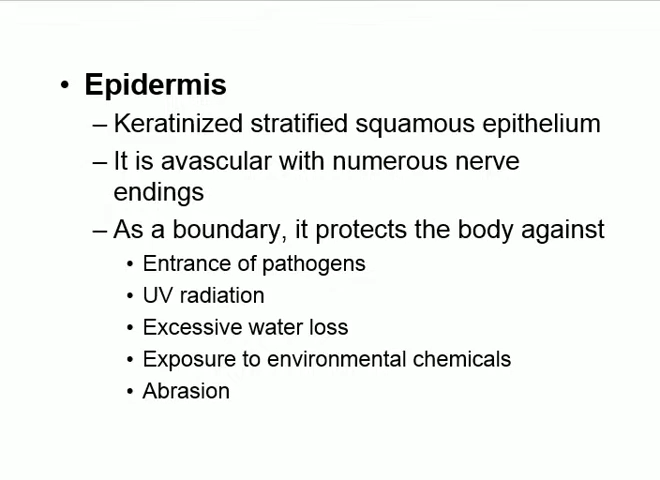 • Epidermis
– Keratinized stratified squamous epithelium
– It is avascular with numerous nerve
endings
– As a boundary, it protects the body against
• Entrance of pathogens
• UV radiation
• Excessive water loss
• Exposure to environmental chemicals
• Abrasion